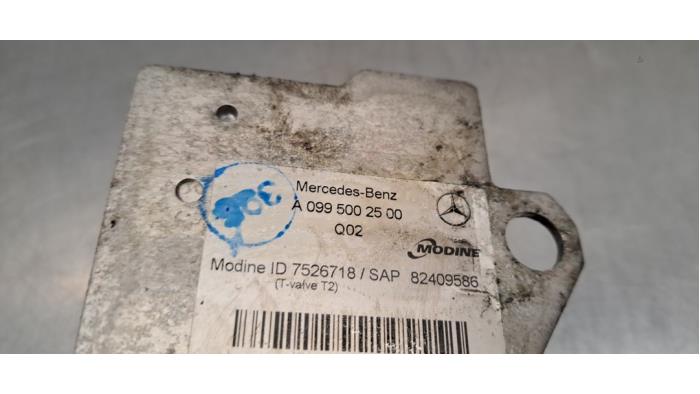 Mercedes-Benz
A 099 500 25 00
Q02
MODINE
Modine ID 7526718 / SAP 82409586
(T-valve T2)